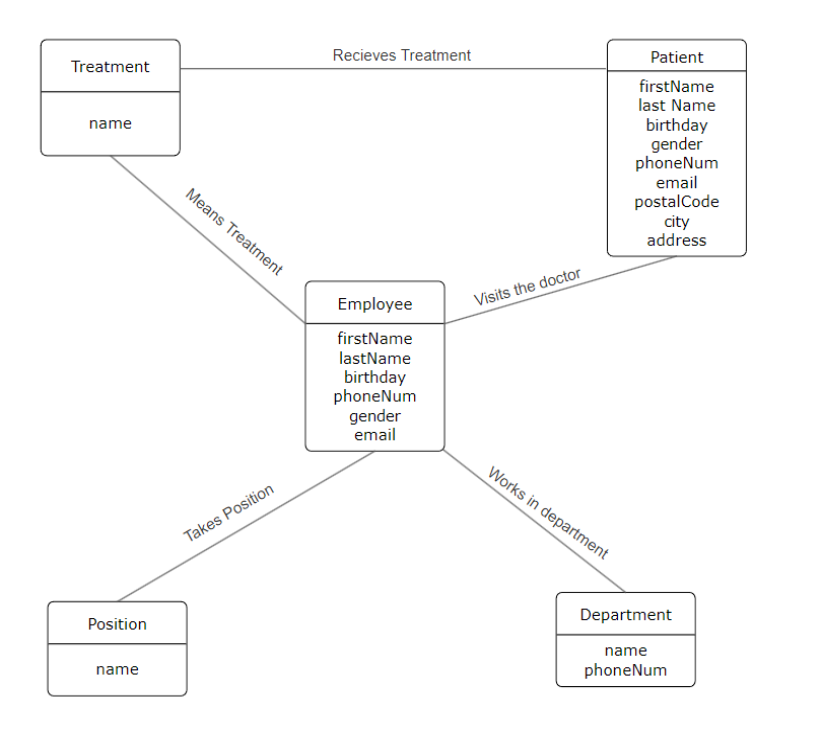 Recieves Treatment
Treatment
name
Patient
firstName
last Name
birthday
gender
phoneNum
email
postalCode
city
address
Means Treatment
Visits the doctor
Employee
firstName
lastName
birthday
phoneNum
gender
email
Takes Position
Works in department
Position
name
Department
name
phoneNum